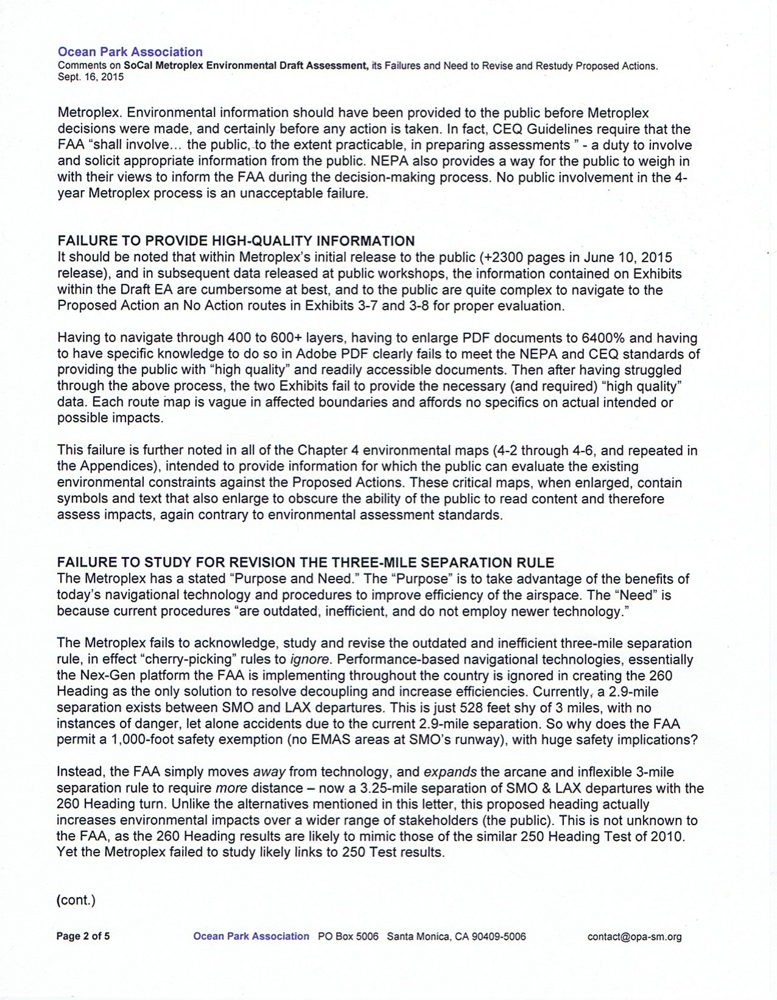 Ocean Park Association
Comments on SoCal Metroplex Environmental Draft Assessment, its Failures and Need to Revise and Restudy Proposed Actions.
Sept. 16, 2015
Metroplex. Environmental information should have been provided to the public before Metroplex
decisions were made, and certainly before any action is taken. In fact, CEQ Guidelines require that the
FAA “shall involve… the public, to the extent practicable, in preparing assessments ” - a duty to involve
and solicit appropriate information from the public. NEPA also provides a way for the public to weigh in
with their views to inform the FAA during the decision-making process. No public involvement in the 4-
year Metroplex process is an unacceptable failure.
FAILURE TO PROVIDE HIGH-QUALITY INFORMATION
It should be noted that within Metroplex’s initial release to the public (+2300 pages in June 10, 2015
release), and in subsequent data released at public workshops, the information contained on Exhibits
within the Draft EA are cumbersome at best, and to the public are quite complex to navigate to the
Proposed Action an No Action routes in Exhibits 3-7 and 3-8 for proper evaluation.
Having to navigate through 400 to 600+ layers, having to enlarge PDF documents to 6400% and having
to have specific knowledge to do so in Adobe PDF clearly fails to meet the NEPA and CEQ standards of
providing the public with “high quality” and readily accessible documents. Then after having struggled
through the above process, the two Exhibits fail to provide the necessary (and required) “high quality”
data. Each route map is vague in affected boundaries and affords no specifics on actual intended or
possible impacts.
This failure is further noted in all of the Chapter 4 environmental maps (4-2 through 4-6, and repeated in
the Appendices), intended to provide information for which the public can evaluate the existing
environmental constraints against the Proposed Actions. These critical maps, when enlarged, contain
symbols and text that also enlarge to obscure the ability of the public to read content and therefore
assess impacts, again contrary to environmental assessment standards.
FAILURE TO STUDY FOR REVISION THE THREE-MILE SEPARATION RULE
The Metroplex has a stated “Purpose and Need.” The “Purpose” is to take advantage of the benefits of
today’s navigational technology and procedures to improve efficiency of the airspace. The “Need” is
because current procedures “are outdated, inefficient, and do not employ newer technology.”
The Metroplex fails to acknowledge, study and revise the outdated and inefficient three-mile separation
rule, in effect “cherry-picking” rules to ignore. Performance-based navigational technologies, essentially
the Nex-Gen platform the FAA is implementing throughout the country is ignored in creating the 260
Heading as the only solution to resolve decoupling and increase efficiencies. Currently, a 2.9-mile
separation exists between SMO and LAX departures. This is just 528 feet shy of 3 miles, with no
instances of danger, let alone accidents due to the current 2.9-mile separation. So why does the FAA
permit a 1,000-foot safety exemption (no EMAS areas at SMO’s runway), with huge safety implications?
Instead, the FAA simply moves away from technology, and expands the arcane and inflexible 3-mile
separation rule to require more distance – now a 3.25-mile separation of SMO & LAX departures with the
260 Heading turn. Unlike the alternatives mentioned in this letter, this proposed heading actually
increases environmental impacts over a wider range of stakeholders (the public). This is not unknown to
the FAA, as the 260 Heading results are likely to mimic those of the similar 250 Heading Test of 2010.
Yet the Metroplex failed to study likely links to 250 Test results.
(cont.)
Page 2 of 5 Ocean Park Association PO Box 5006 Santa Monica, CA 90409-5006 contact@opa-sm.org